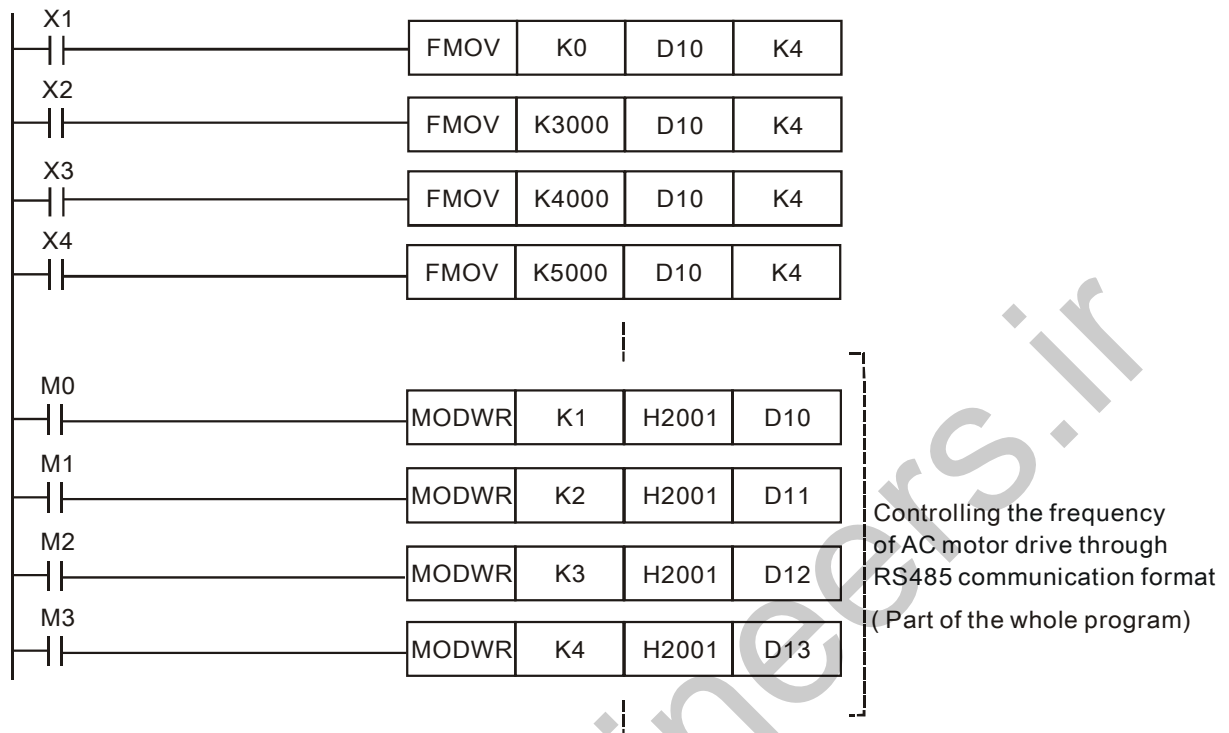 X1
FMOV K0 D10 K4
X2
FMOV K3000 D10 K4
X3
FMOV K4000 D10 K4
X4
FMOV K5000 D10 K4
M0
MODWR K1 H2001 D10
M1
MODWR K2 H2001 D11
M2
MODWR K3 H2001 D12
M3
MODWR K4 H2001 D13
Controlling the frequency
of AC motor drive through
RS485 communication format
( Part of the whole program)
neers.ir